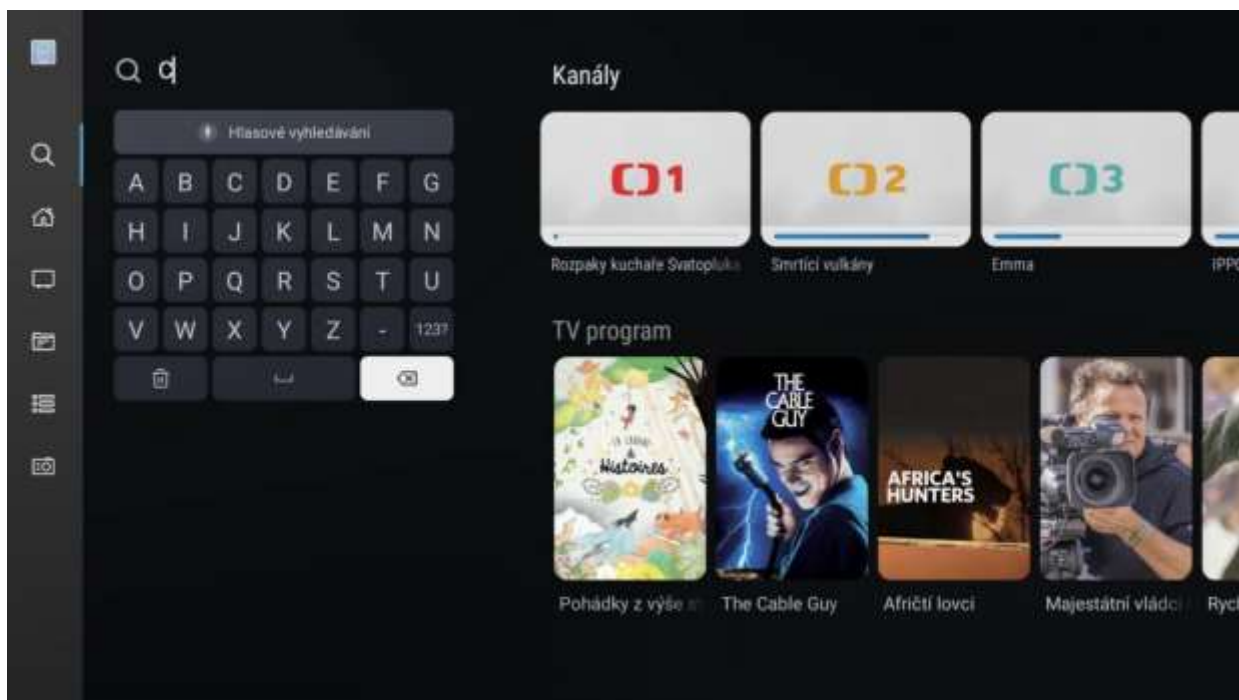 c
Hlasové vyhledávání
A B C D E F G
H I J K L M N
O P Q R S T U
V W X Y Z - 123?
Kanály
1 2 3
Rozpaky kuchaře Svatopluka Smrtící vulkány Emma
TV program
Histoires
THE
CABLE
GUY
AFRICA'S
HUNTERS
Pohádky z výše The Cable Guy Afričtí lovci Majestátní vládci Rycl